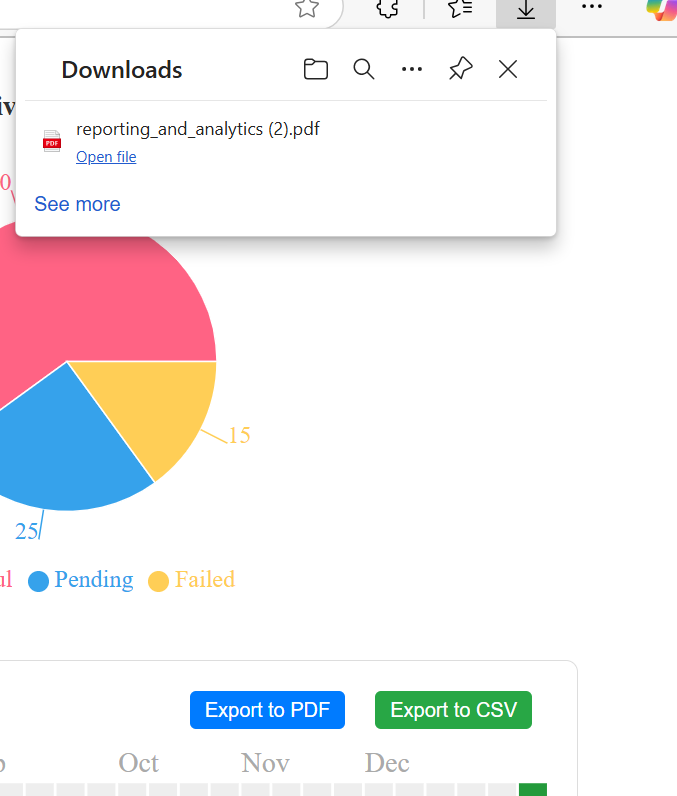 Downloads
iv
reporting_and_analytics (2).pdf
PDF
Open file
0
See more
15
25
ul Pending Failed
Export to PDF Export to CSV
p Oct Nov Dec